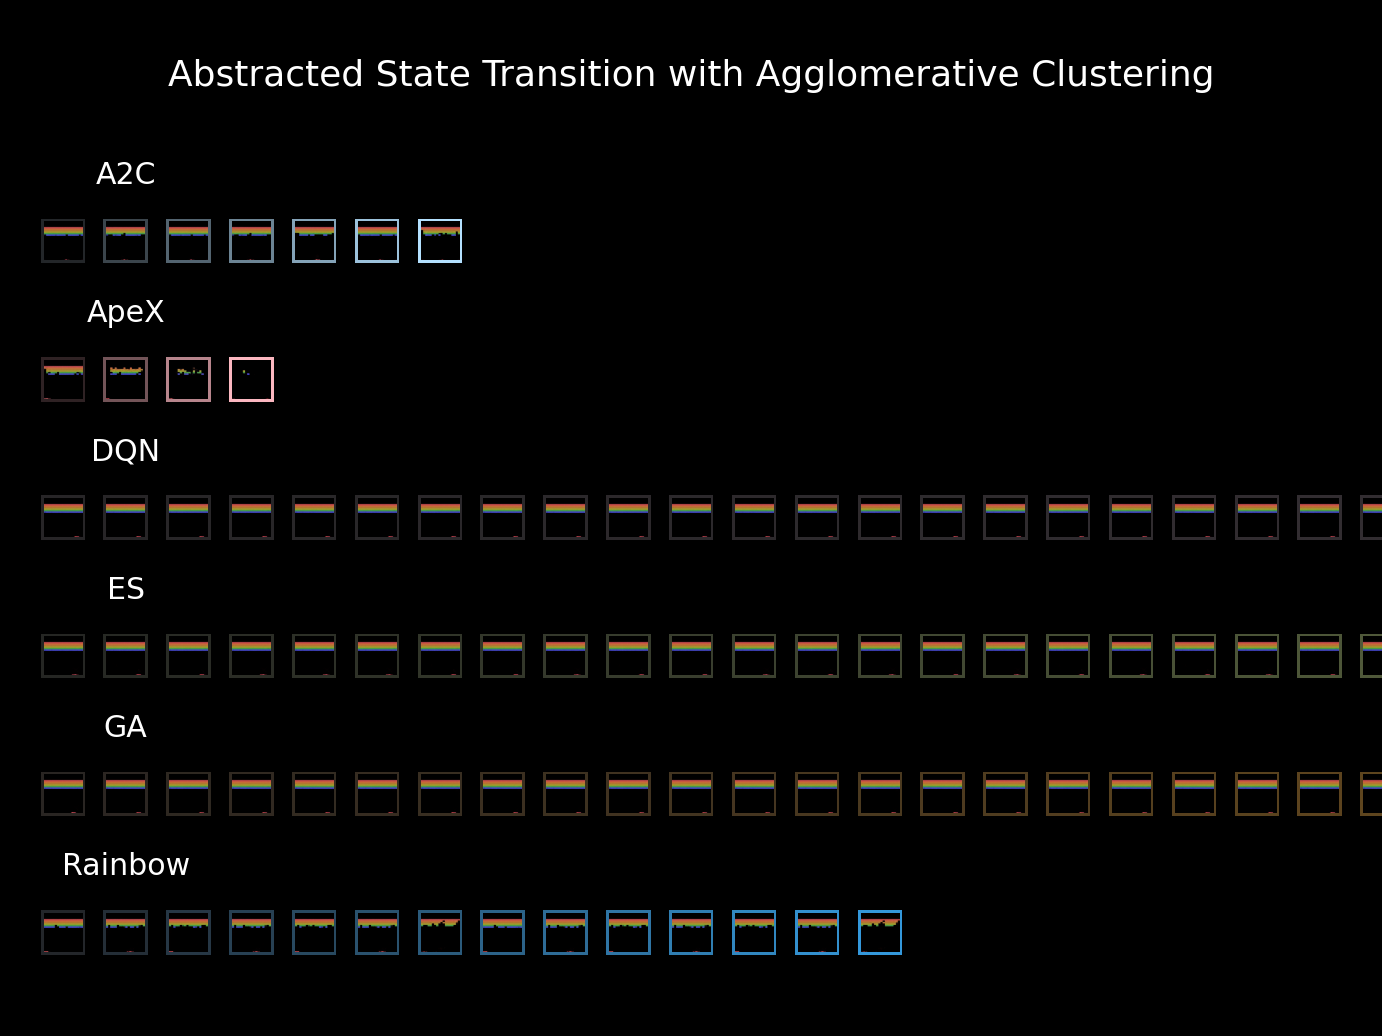 Abstracted State Transition with Agglomerative Clustering
A2C
ApeX
DQN
ES
GA
Rainbow